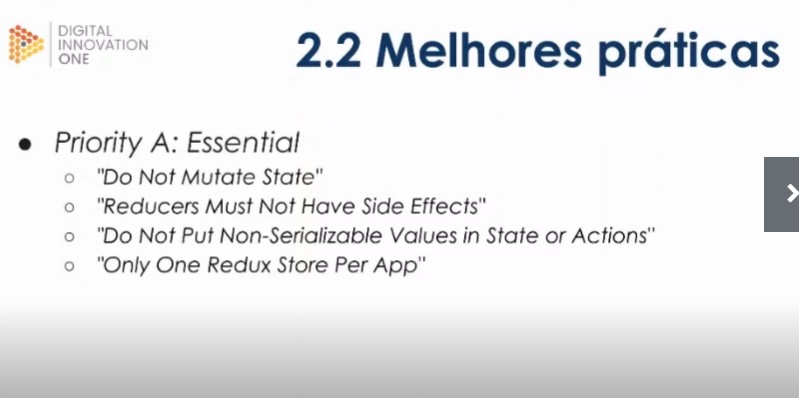 DIGITAL
INNOVATION
ONE
2.2 Melhores práticas
● Priority A: Essential
○ "Do Not Mutate State"
○ "Reducers Must Not Have Side Effects"
○ "Do Not Put Non-Serializable Values in State or Actions"
○ "Only One Redux Store Per App"